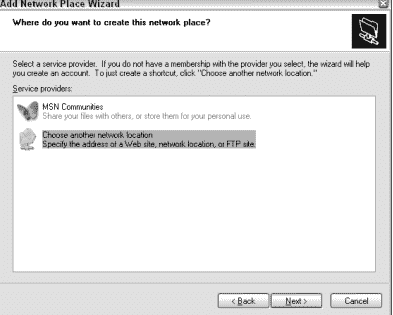 Add Network Place Wizard
Where do you want to create this network place?
Select a service provider. If you do not have a membership with the provider you select, the wizard will help
you create an account. To just create a shortcut, click "Choose another network location."
Service providers:
MSN Communities
Share your files with others, or store them for your personal use.
Choose another network location
Specify the address of a Web site, network location, or FTP site.
< Back
Next >
Cancel